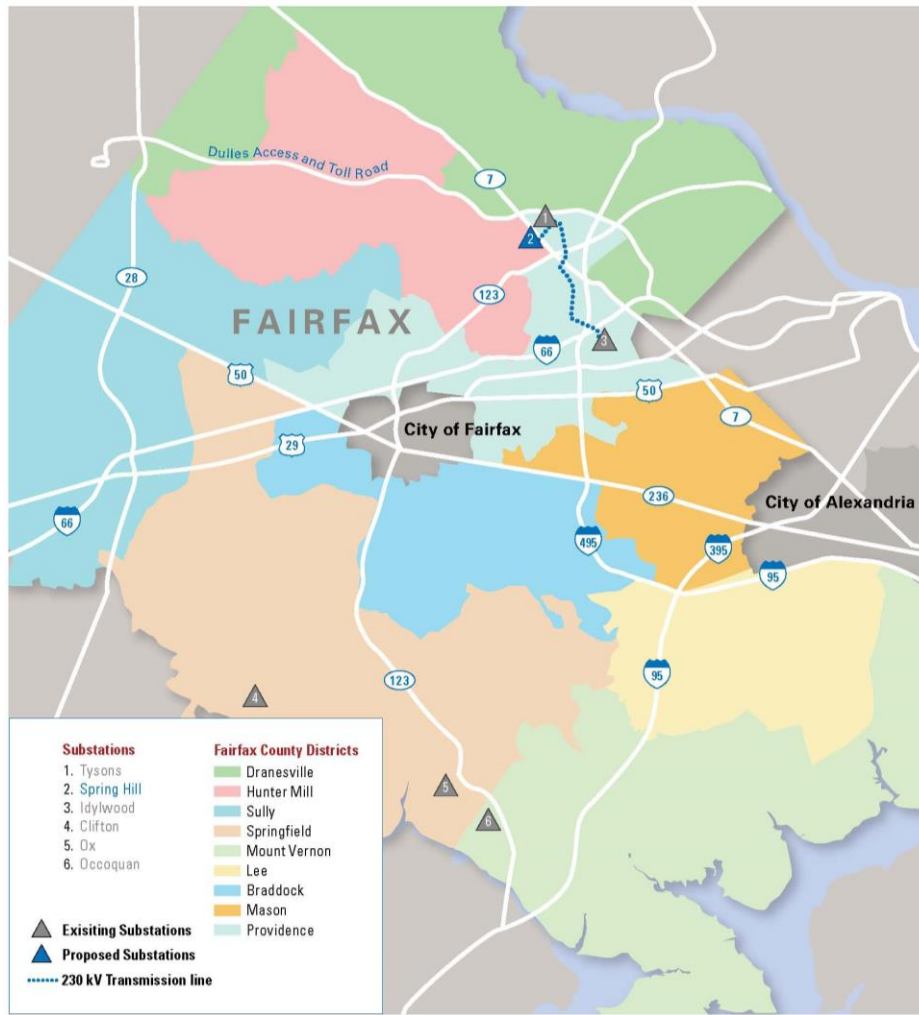 Dulles Access and Toll Road
7
1
2
28
123
FAIRFAX
66
3
50
50
7
City of Fairfax
29
236
City of Alexandria
66
495
395
95
95
123
4
5
6
Substations
1. Tysons
2. Spring Hill
3. Idylwood
4. Clifton
5. Ox
6. Occoquan
Exisiting Substations
Proposed Substations
230 kV Transmission line
Fairfax County Districts
Dranesville
Hunter Mill
Sully
Springfield
Mount Vernon
Lee
Braddock
Mason
Providence